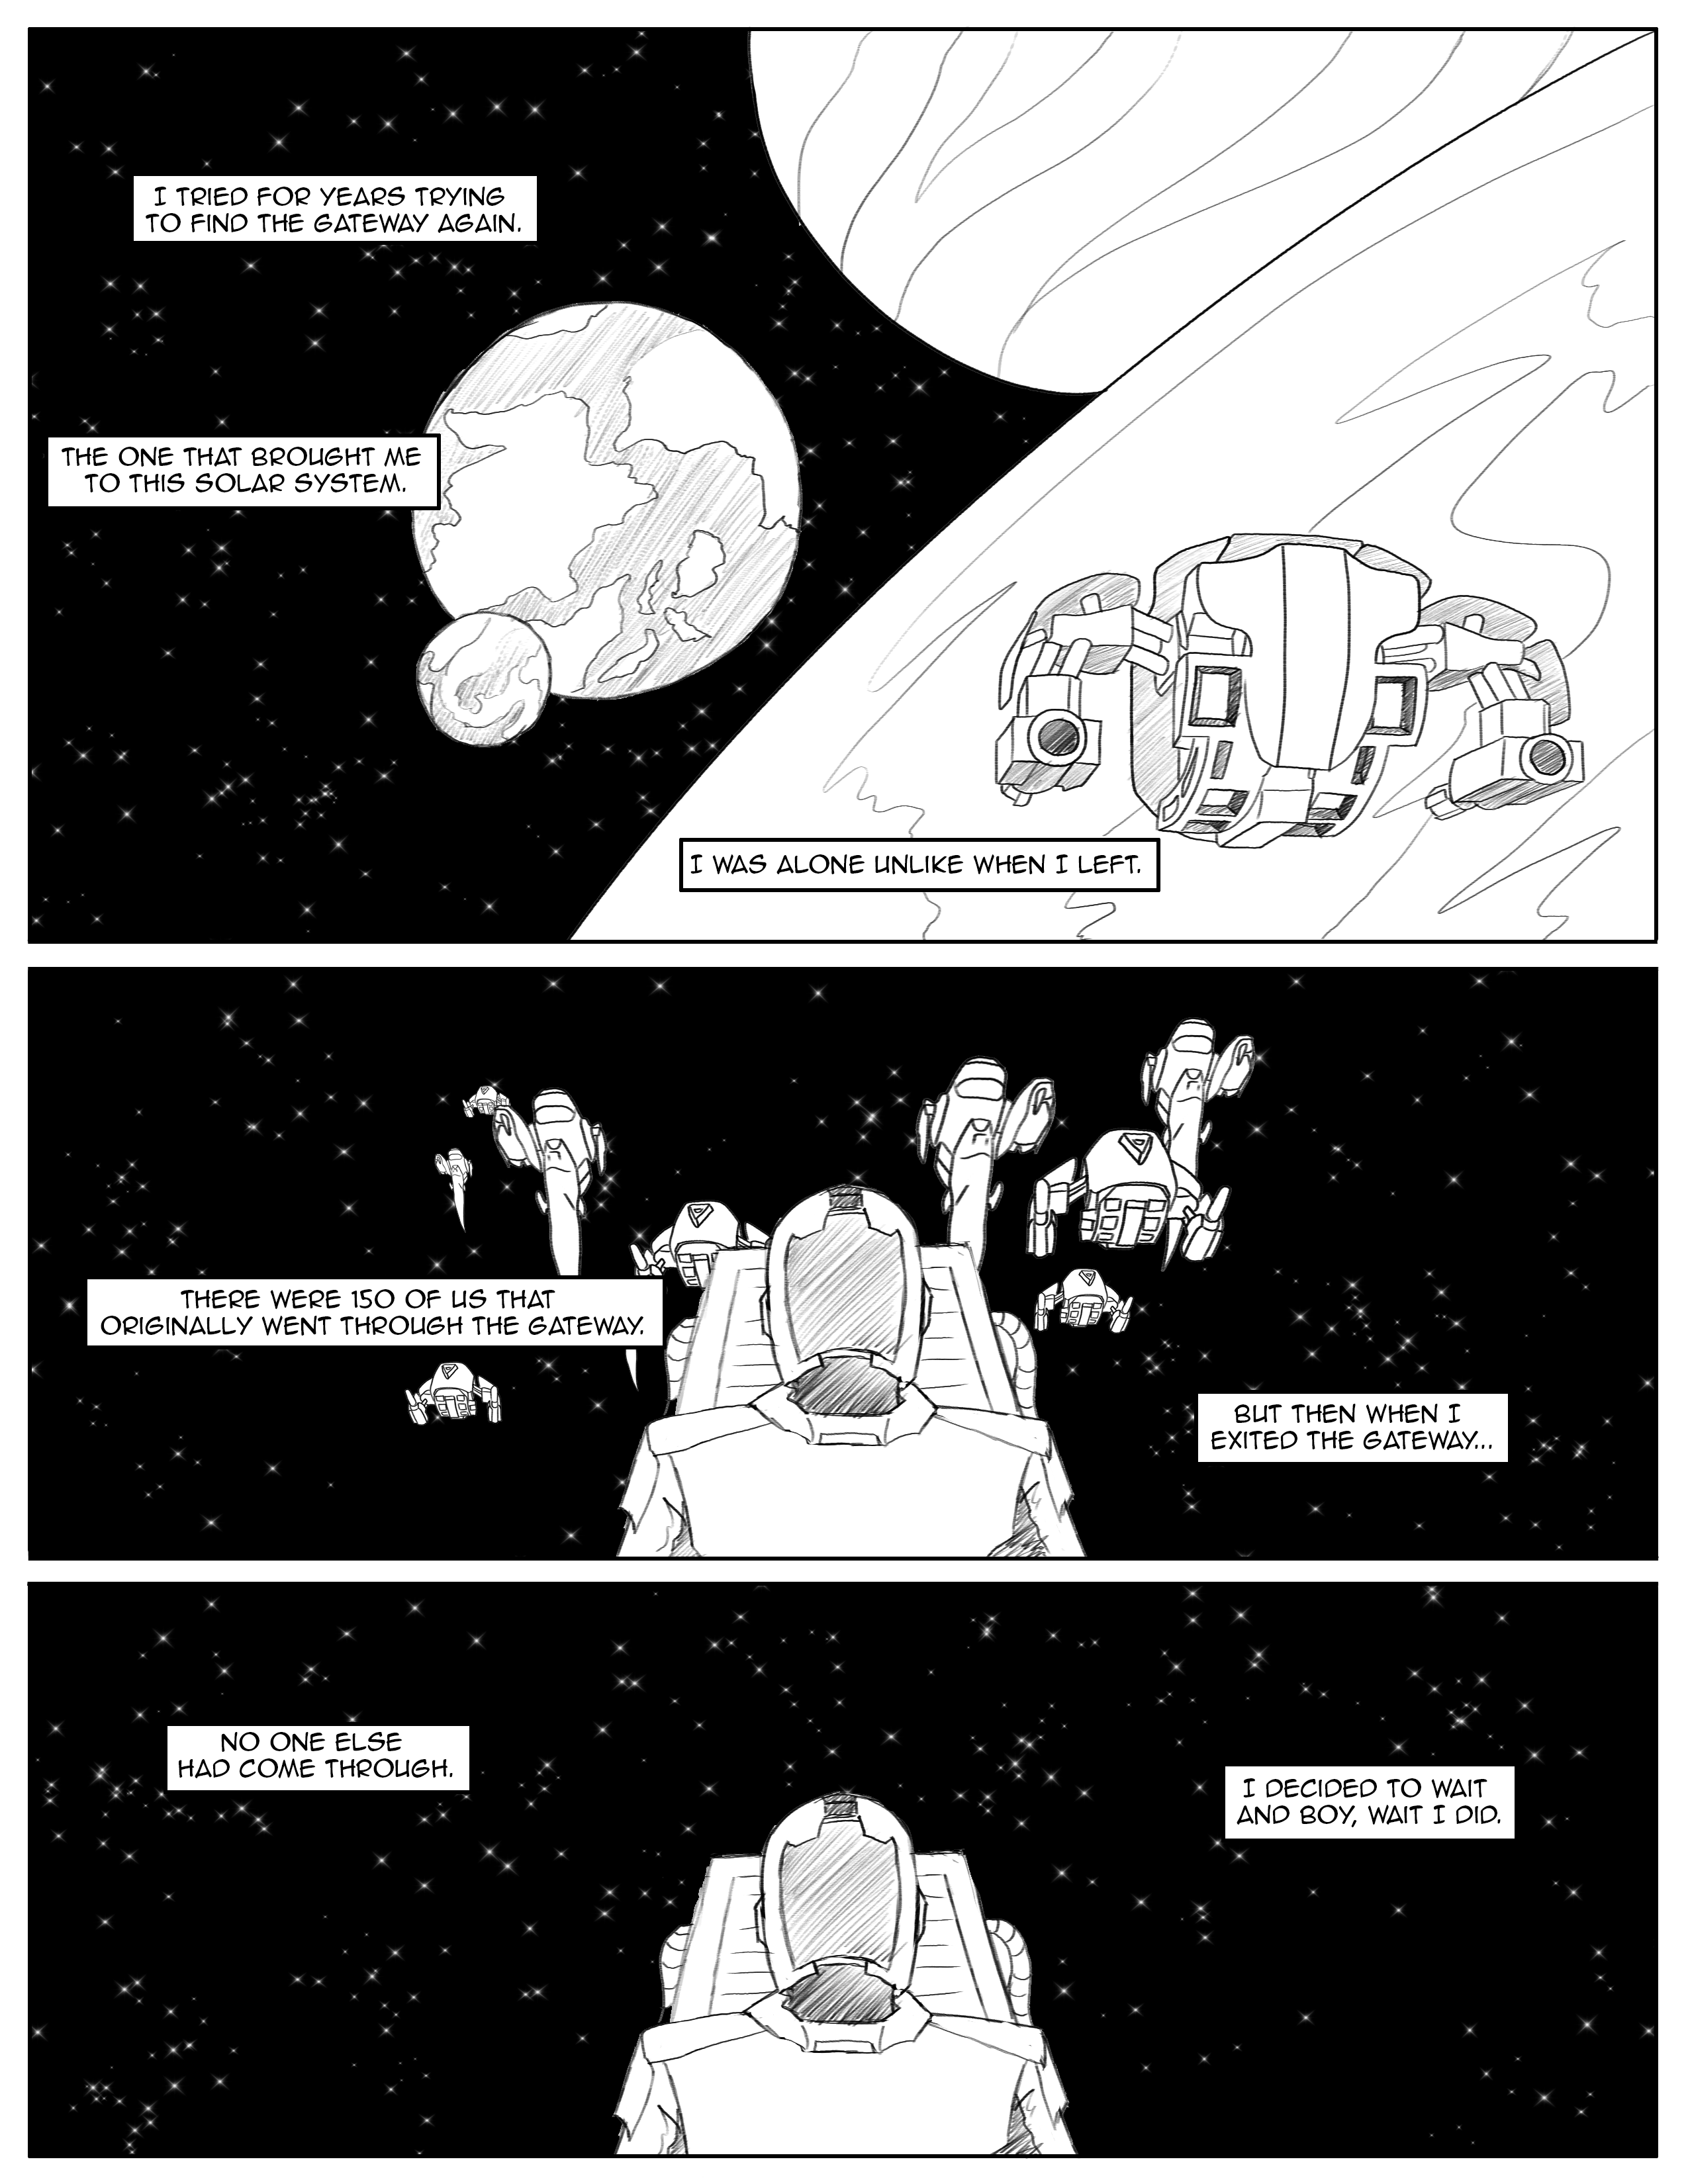 I TRIED FOR YEARS TRYING
TO FIND THE GATEWAY AGAIN.
THE ONE THAT BROUGHT ME
TO THIS SOLAR SYSTEM.
I WAS ALONE UNLIKE WHEN I LEFT.
THERE WERE 150 OF US THAT
ORIGINALLY WENT THROUGH THE GATEWAY.
BUT THEN WHEN I
EXITED THE GATEWAY...
NO ONE ELSE
HAD COME THROUGH.
I DECIDED TO WAIT
AND BOY, WAIT I DID.